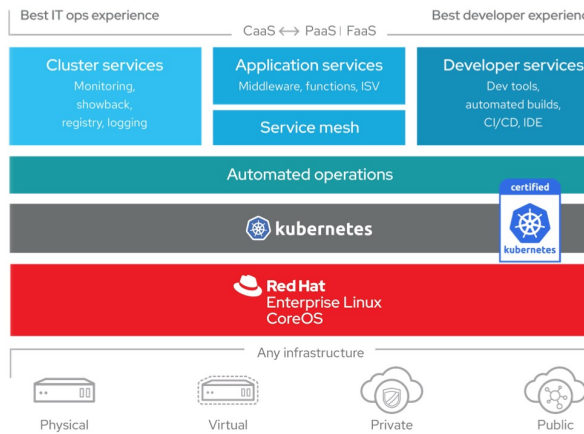 Best IT ops experience
Best developer experienc
CaaS ↔ PaaS | FaaS
Cluster services
Monitoring,
showback,
registry, logging
Application services
Middleware, functions, ISV
Service mesh
Developer services
Dev tools,
automated builds,
CI/CD, IDE
Automated operations
certified
kubernetes
kubernetes
Red Hat
Enterprise Linux
CoreOS
Any infrastructure
Physical
Virtual
Private
Public